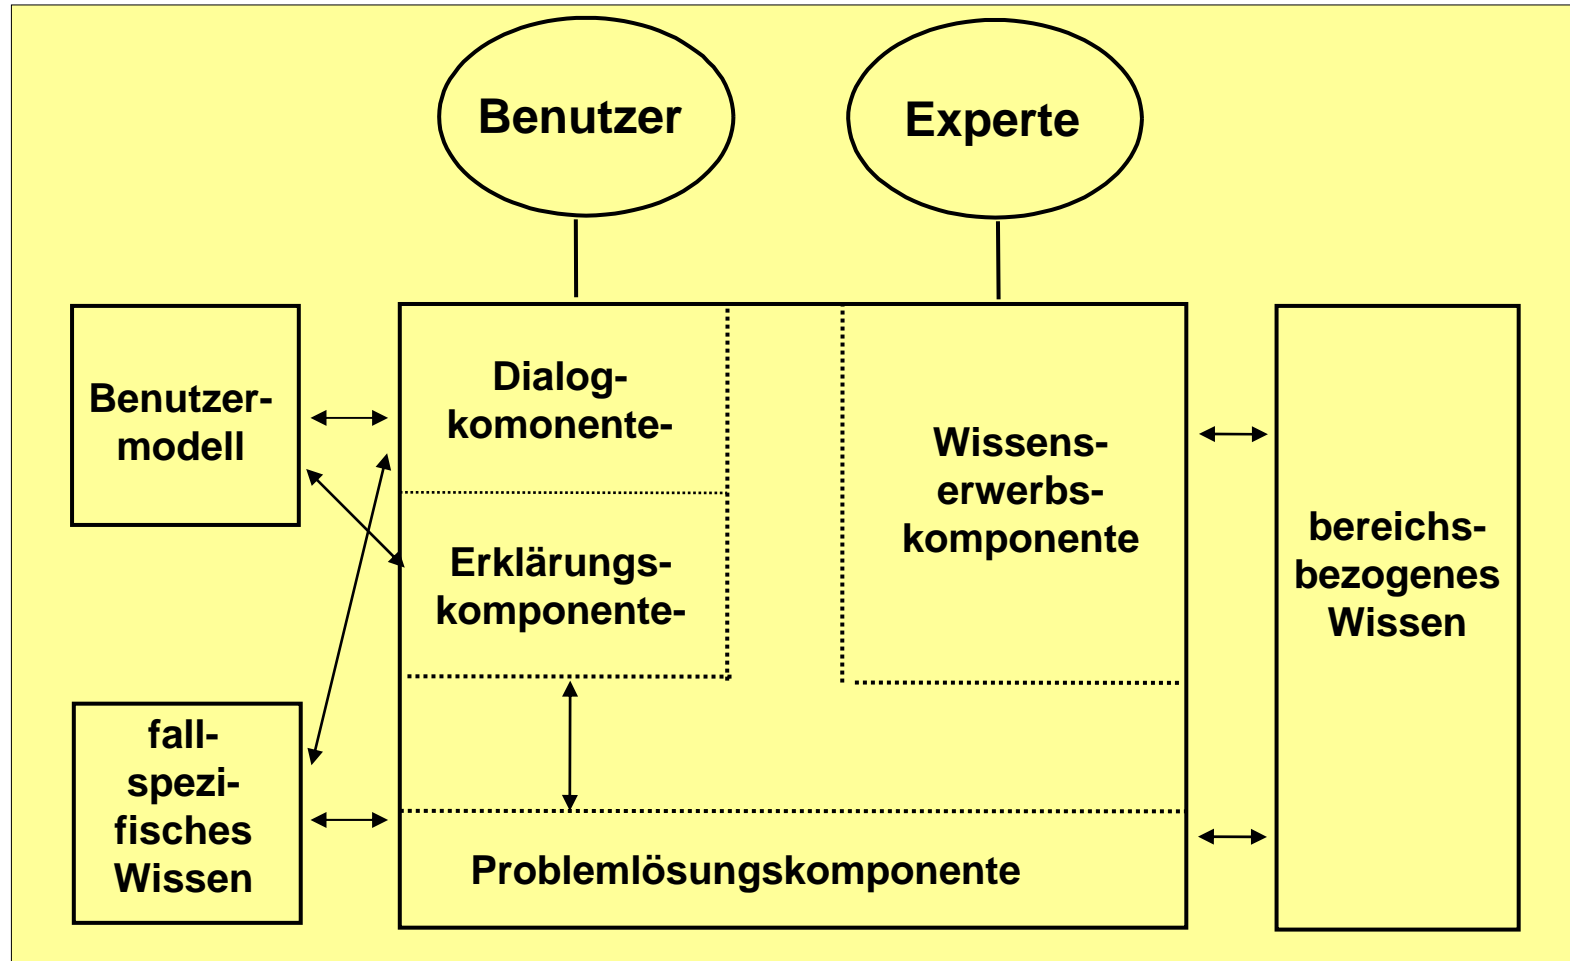 Benutzer
Experte
Benutzer-
modell
Dialog-
komonente-
Erklärungs-
komponente-
Wissens-
erwerbs-
komponente
bereichs-
bezogenes
Wissen
fall-
spezi-
fisches
Wissen
Problemlösungskomponente